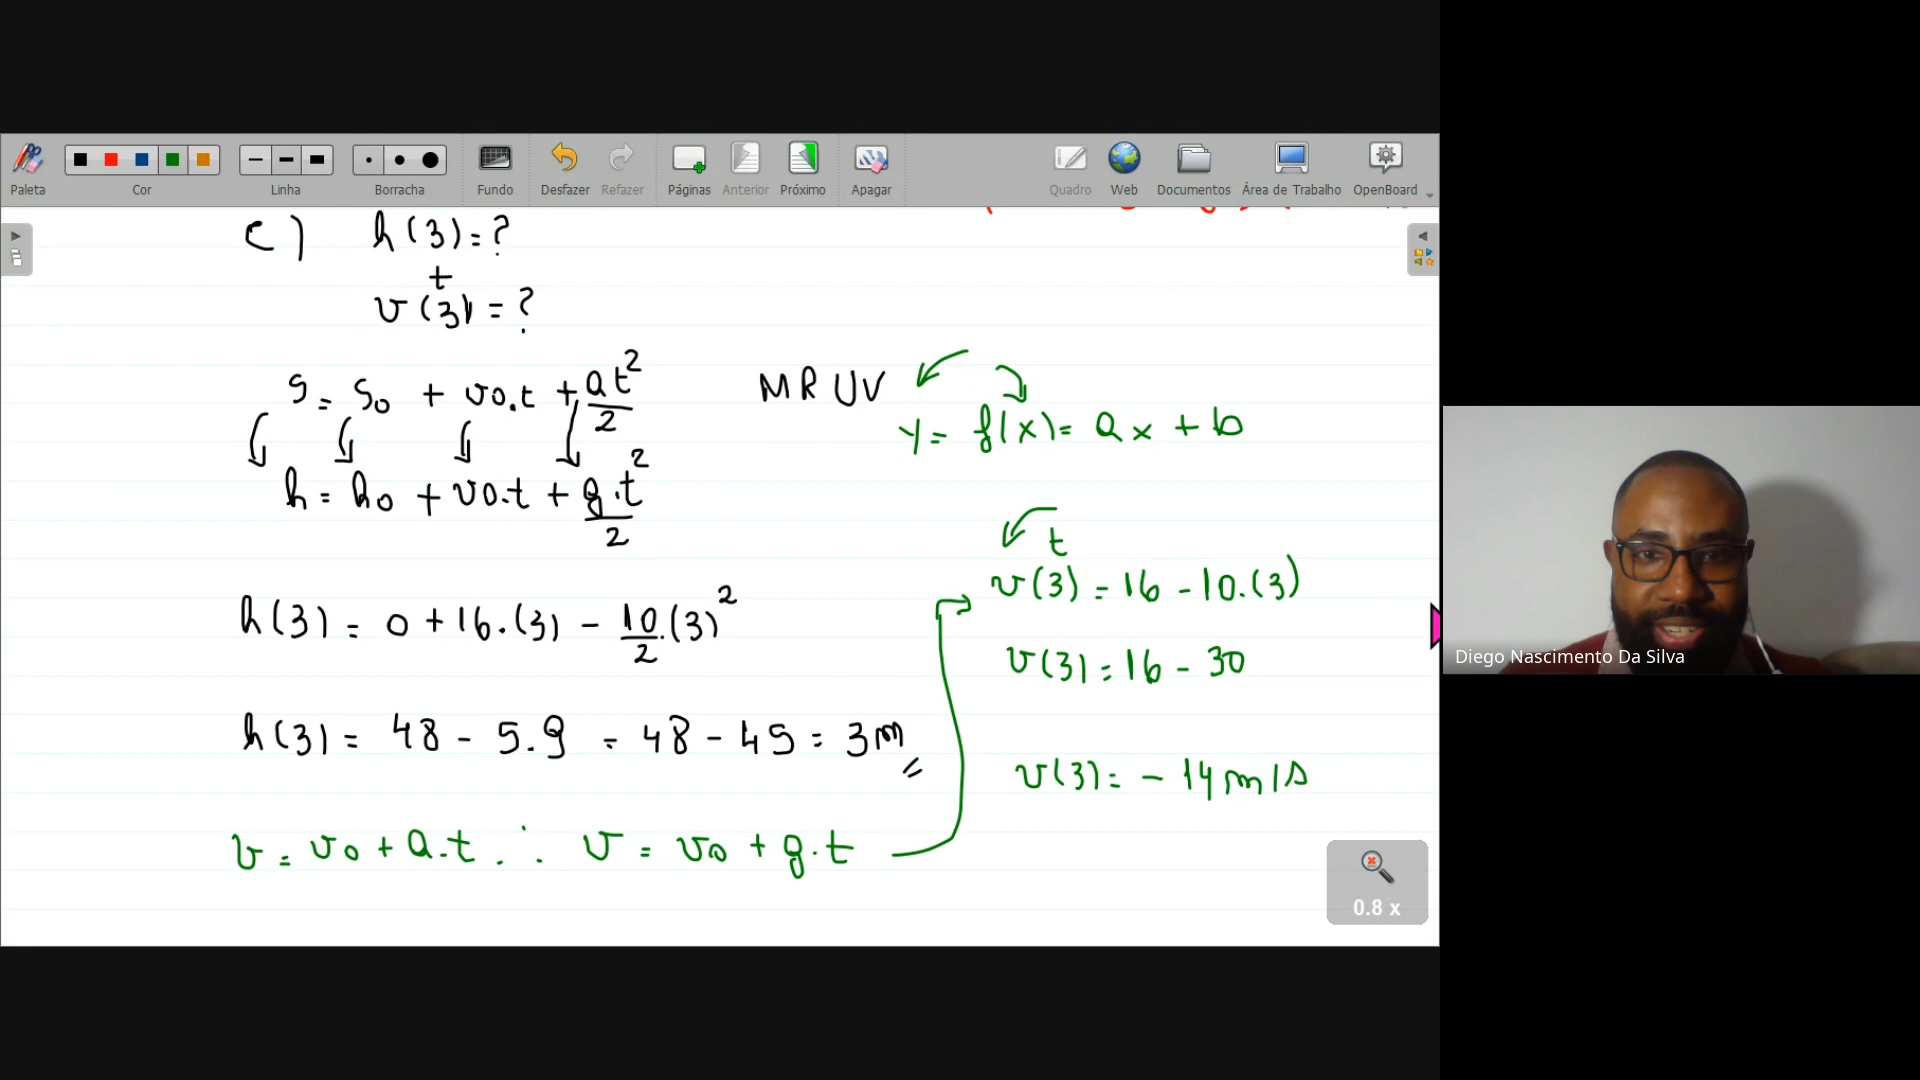 Paleta
Cor
Linha
Borracha
Fundo
Desfazer
Refazer
Páginas
Anterior
Próximo
Apagar
Quadro
Web
Documentos
Área de Trabalho
OpenBoard
c) h(3)=?
t
v(3)=?
s = s₀ + v₀.t + at²/2
MRUV
h = h₀ + v₀.t + g.t²/2
h(3) = 0 + 16.(3) - 10/2.(3)²
h(3) = 48 - 5.9 = 48 - 45 = 3m
v = v₀ + a.t ∴ v = v₀ + g.t
y = f(x) = ax + b
t
v(3) = 16 - 10.(3)
v(3) = 16 - 30
v(3) = - 14 m/s
0.8 x
Diego Nascimento Da Silva